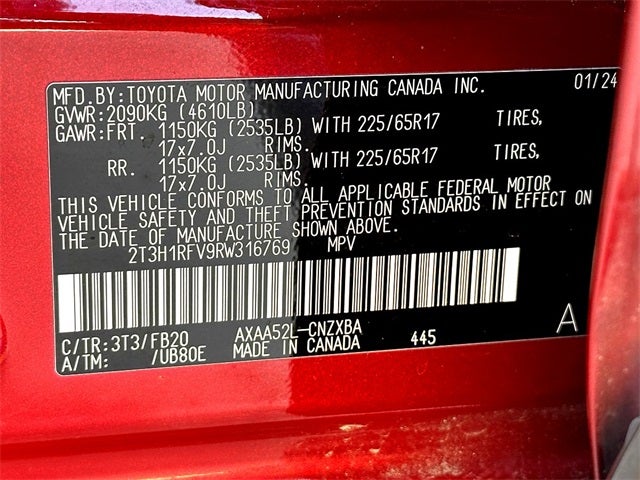 MFD.BY:TOYOTA MOTOR MANUFACTURING CANADA INC. 01/24
GVWR:2090KG (4610LB)
GAWR:FRT. 1150KG (2535LB) WITH 225/65R17 TIRES,
17x7.0J RIMS.
RR. 1150KG (2535LB) WITH 225/65R17 TIRES,
17x7.0J RIMS.
THIS VEHICLE CONFORMS TO ALL APPLICABLE FEDERAL MOTOR
VEHICLE SAFETY AND THEFT PREVENTION STANDARDS IN EFFECT ON
THE DATE OF MANUFACTURE SHOWN ABOVE.
2T3H1RFV9RW316769 MPV
C/TR:3T3/FB20 AXAA52L-CNZXBA 445 A
A/TM: /UB80E MADE IN CANADA